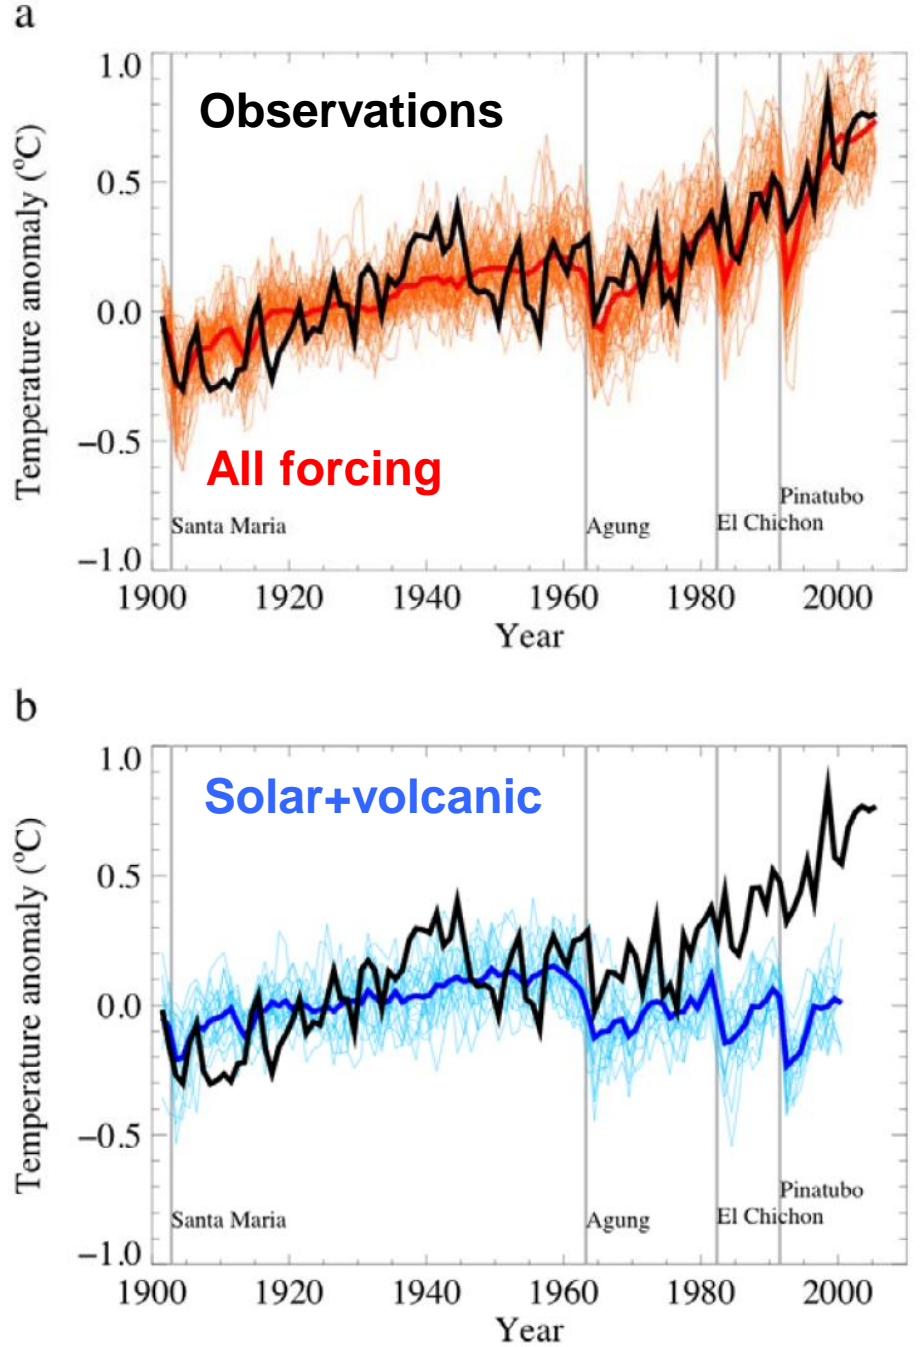 a
Temperature anomaly (°C)
1.0
0.5
0.0
−0.5
−1.0
Observations
All forcing
Santa Maria
Agung
El Chichon
Pinatubo
1900 1920 1940 1960 1980 2000
Year
b
Temperature anomaly (°C)
1.0
0.5
0.0
−0.5
−1.0
Solar+volcanic
Santa Maria
Agung
El Chichon
Pinatubo
1900 1920 1940 1960 1980 2000
Year